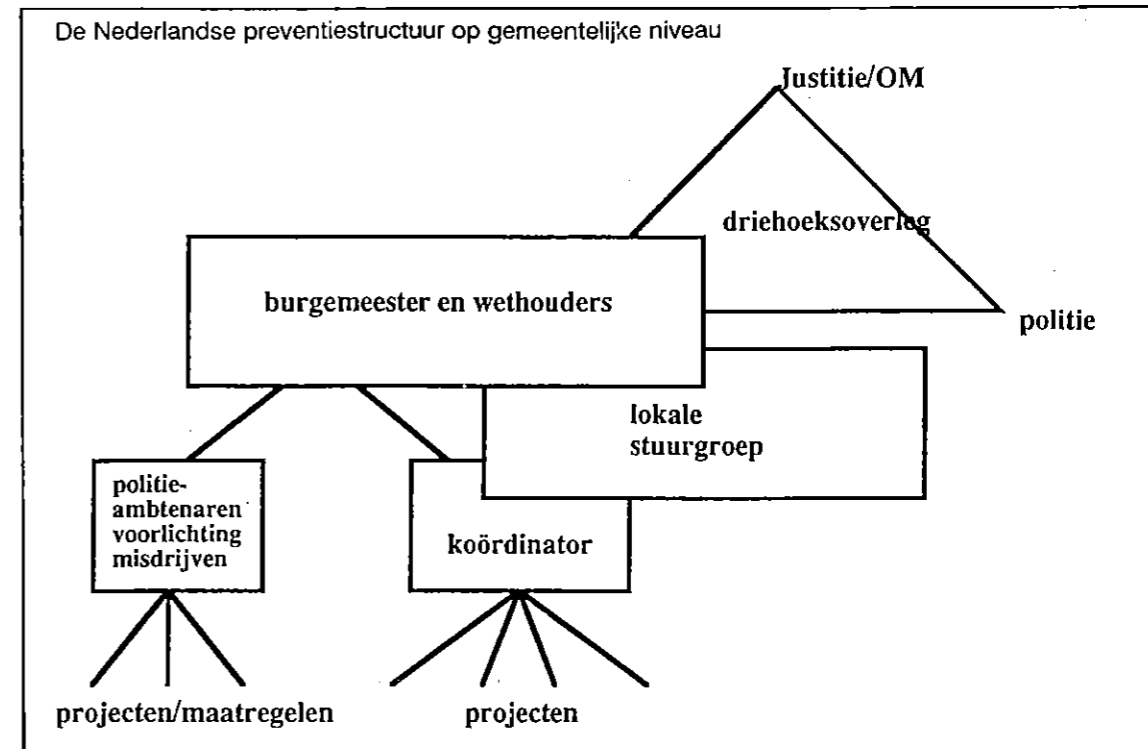 De Nederlandse preventiestructuur op gemeentelijke niveau
Justitie/OM
driehoeksoverleg
burgemeester en wethouders
politie
lokale
stuurgroep
politie-
ambtenaren
voorlichting
misdrijven
koördinator
projecten/maatregelen
projecten